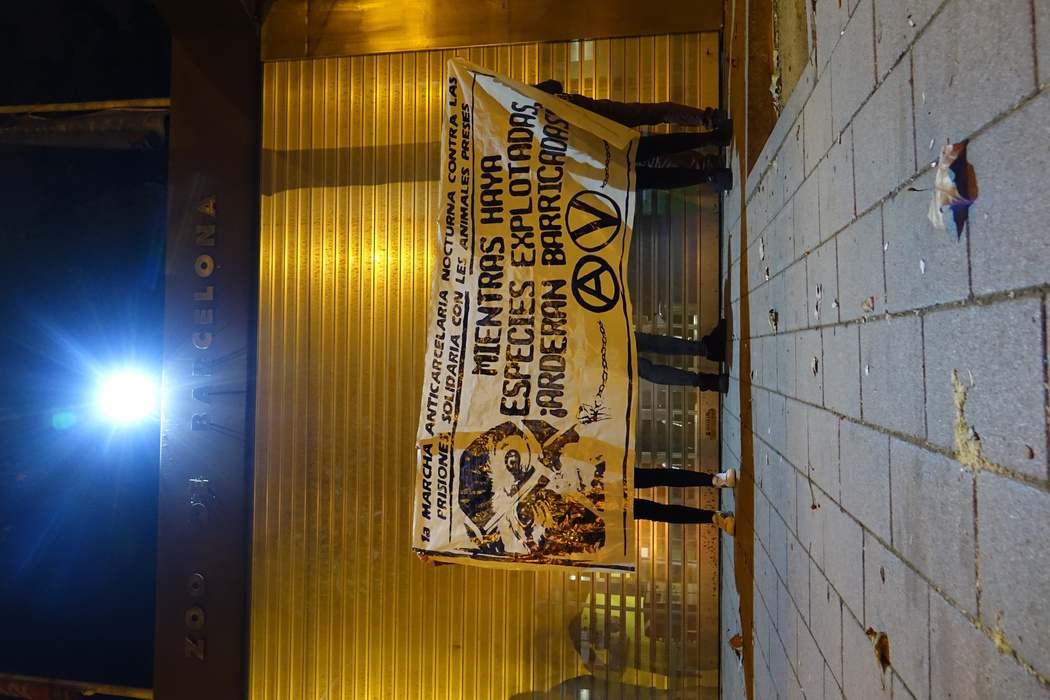 ZOO DE BARCELONA
1a MARCHA ANTICARCELARIA NOCTURNA CONTRA LAS
PRISIONES, SOLIDARIA CON LES ANIMALES PRESES
MIENTRAS HAYA
ESPECIES EXPLOTADAS,
¡ARDERAN BARRICADAS!
A V